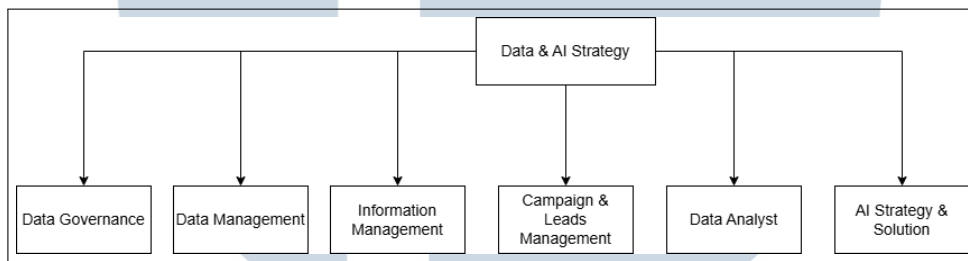 Data & AI Strategy
Data Governance
Data Management
Information
Management
Campaign &
Leads
Management
Data Analyst
AI Strategy &
Solution